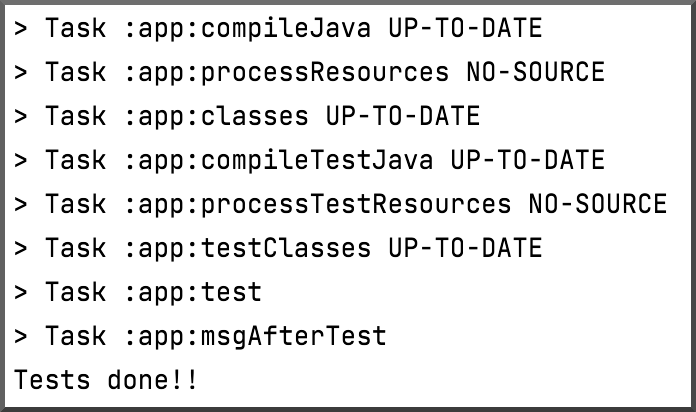 > Task :app:compileJava UP-TO-DATE
> Task :app:processResources NO-SOURCE
> Task :app:classes UP-TO-DATE
> Task :app:compileTestJava UP-TO-DATE
> Task :app:processTestResources NO-SOURCE
> Task :app:testClasses UP-TO-DATE
> Task :app:test
> Task :app:msgAfterTest
Tests done!!